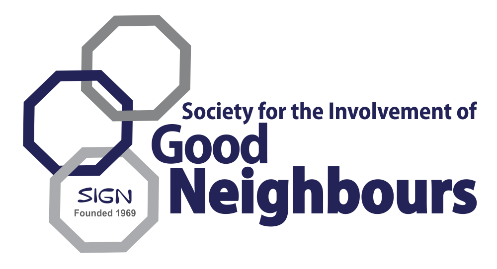 Society for the Involvement of
Good
Neighbours
SIGN
Founded 1969